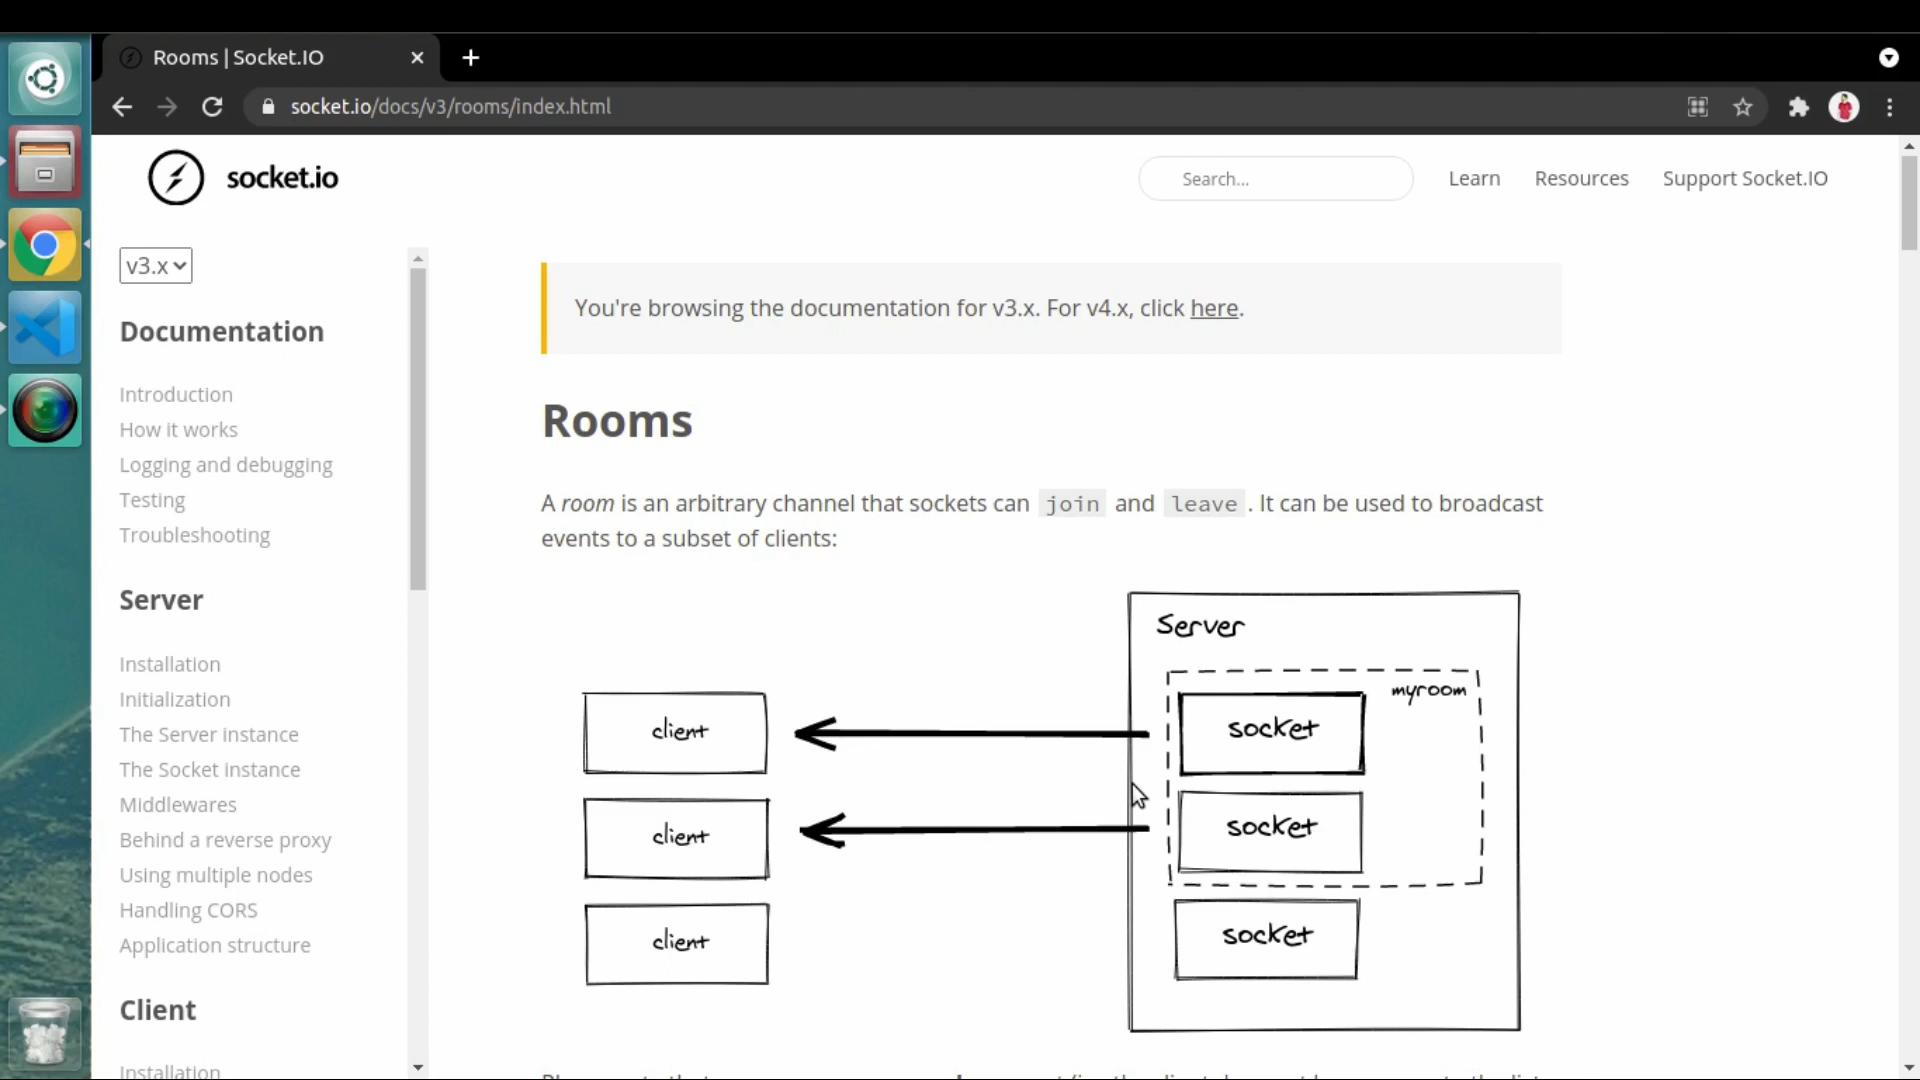 Rooms | Socket.IO
socket.io/docs/v3/rooms/index.html
socket.io
Search...
Learn
Resources
Support Socket.IO
v3.x
Documentation
Introduction
How it works
Logging and debugging
Testing
Troubleshooting
Server
Installation
Initialization
The Server instance
The Socket instance
Middlewares
Behind a reverse proxy
Using multiple nodes
Handling CORS
Application structure
Client
Installation
You're browsing the documentation for v3.x. For v4.x, click here.
Rooms
A room is an arbitrary channel that sockets can join and leave. It can be used to broadcast
events to a subset of clients:
Server
myroom
client
socket
client
socket
client
socket